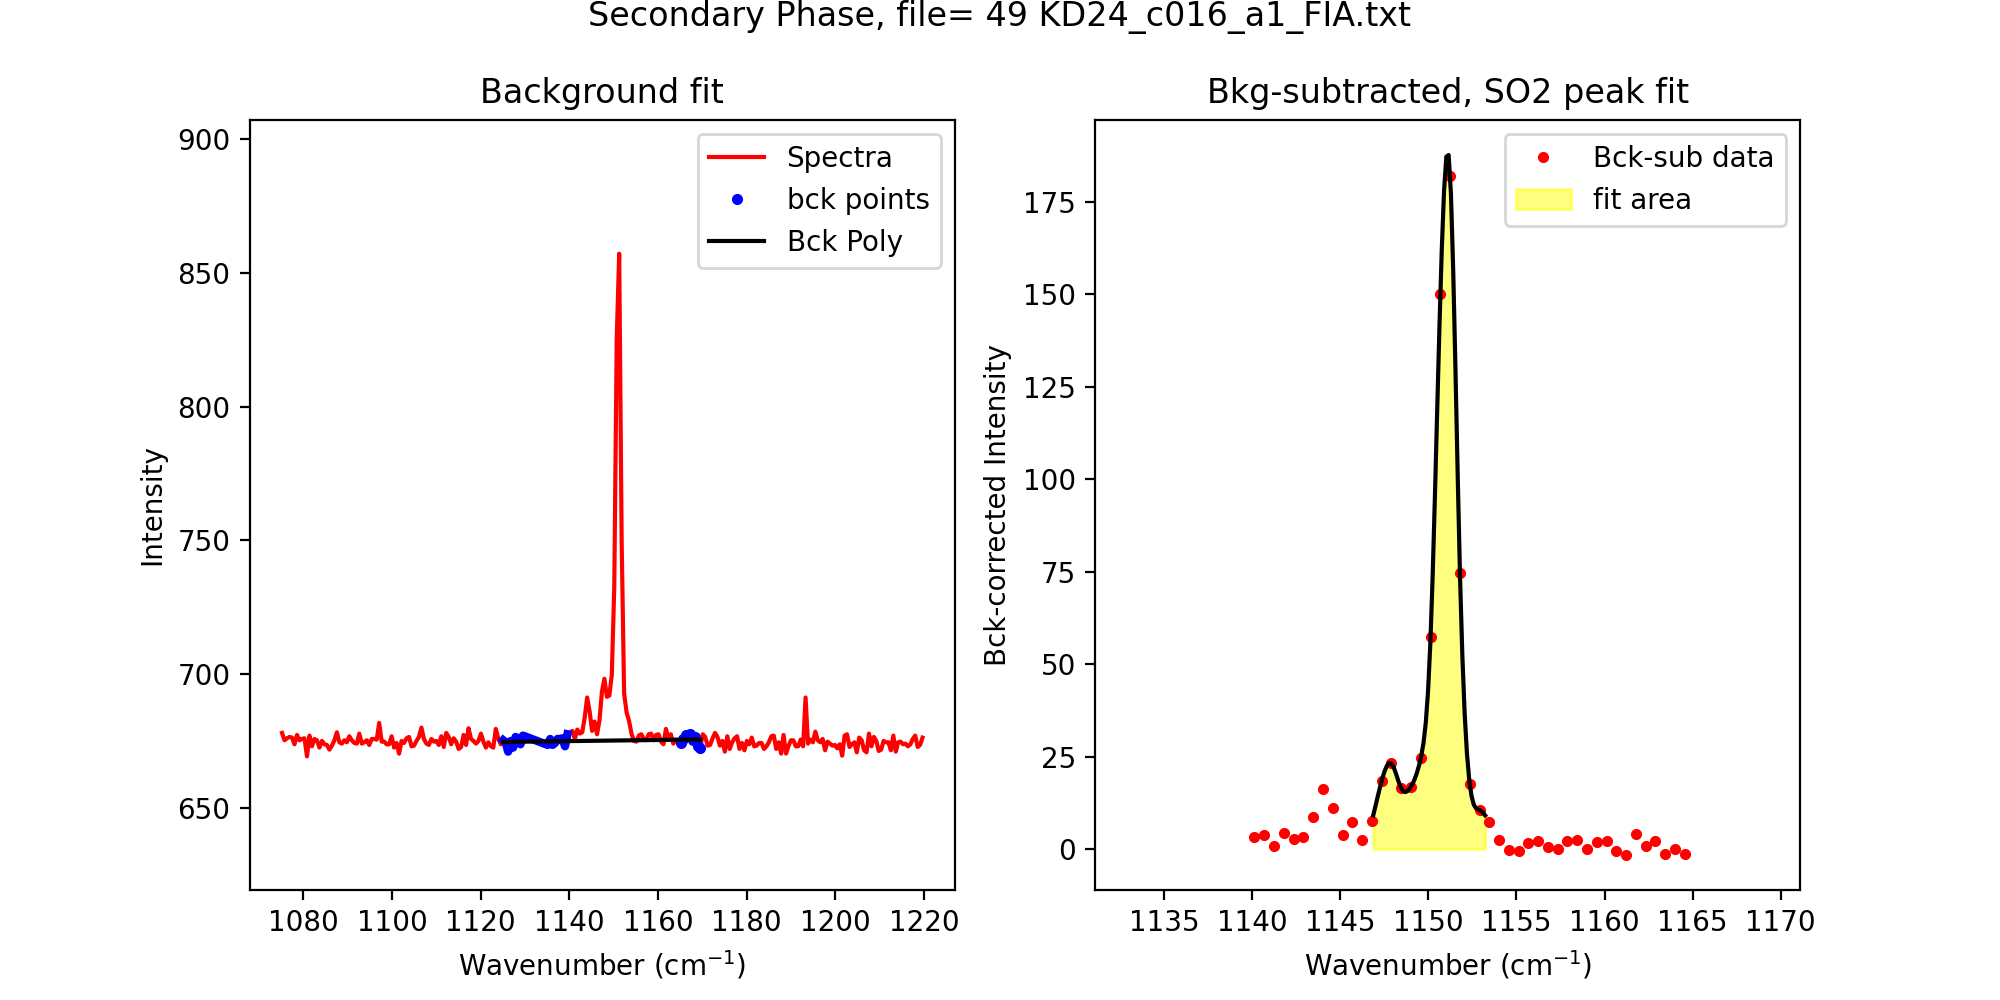 Secondary Phase, file= 49 KD24_c016_a1_FIA.txt
Background fit
900
850
800
750
700
650
Intensity
Spectra
bck points
Bck Poly
1080 1100 1120 1140 1160 1180 1200 1220
Wavenumber (cm⁻¹)
Bkg-subtracted, SO2 peak fit
175
150
125
100
75
50
25
0
Bck-corrected Intensity
Bck-sub data
fit area
1135 1140 1145 1150 1155 1160 1165 1170
Wavenumber (cm⁻¹)